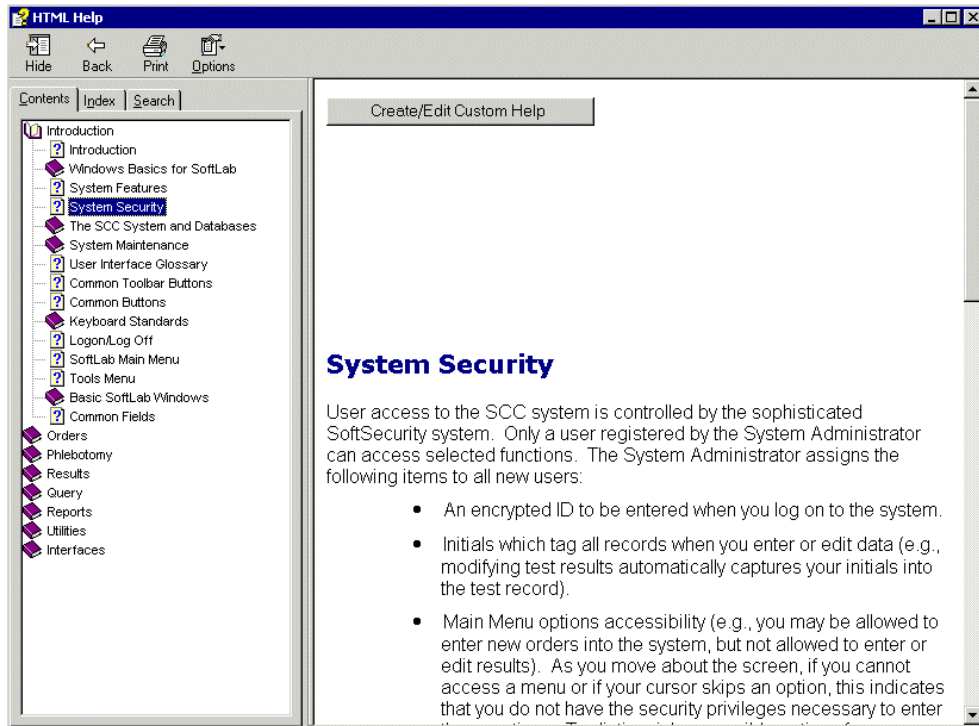 HTML Help
Hide Back Print Options
Contents Index Search
Introduction
Introduction
Windows Basics for SoftLab
System Features
System Security
The SCC System and Databases
System Maintenance
User Interface Glossary
Common Toolbar Buttons
Common Buttons
Keyboard Standards
Logon/Log Off
SoftLab Main Menu
Tools Menu
Basic SoftLab Windows
Common Fields
Orders
Phlebotomy
Results
Query
Reports
Utilities
Interfaces
Create/Edit Custom Help
System Security
User access to the SCC system is controlled by the sophisticated
SoftSecurity system.  Only a user registered by the System Administrator
can access selected functions.  The System Administrator assigns the
following items to all new users:
• An encrypted ID to be entered when you log on to the system.
• Initials which tag all records when you enter or edit data (e.g.,
modifying test results automatically captures your initials into
the test record).
• Main Menu options accessibility (e.g., you may be allowed to
enter new orders into the system, but not allowed to enter or
edit results).  As you move about the screen, if you cannot
access a menu or if your cursor skips an option, this indicates
that you do not have the security privileges necessary to enter